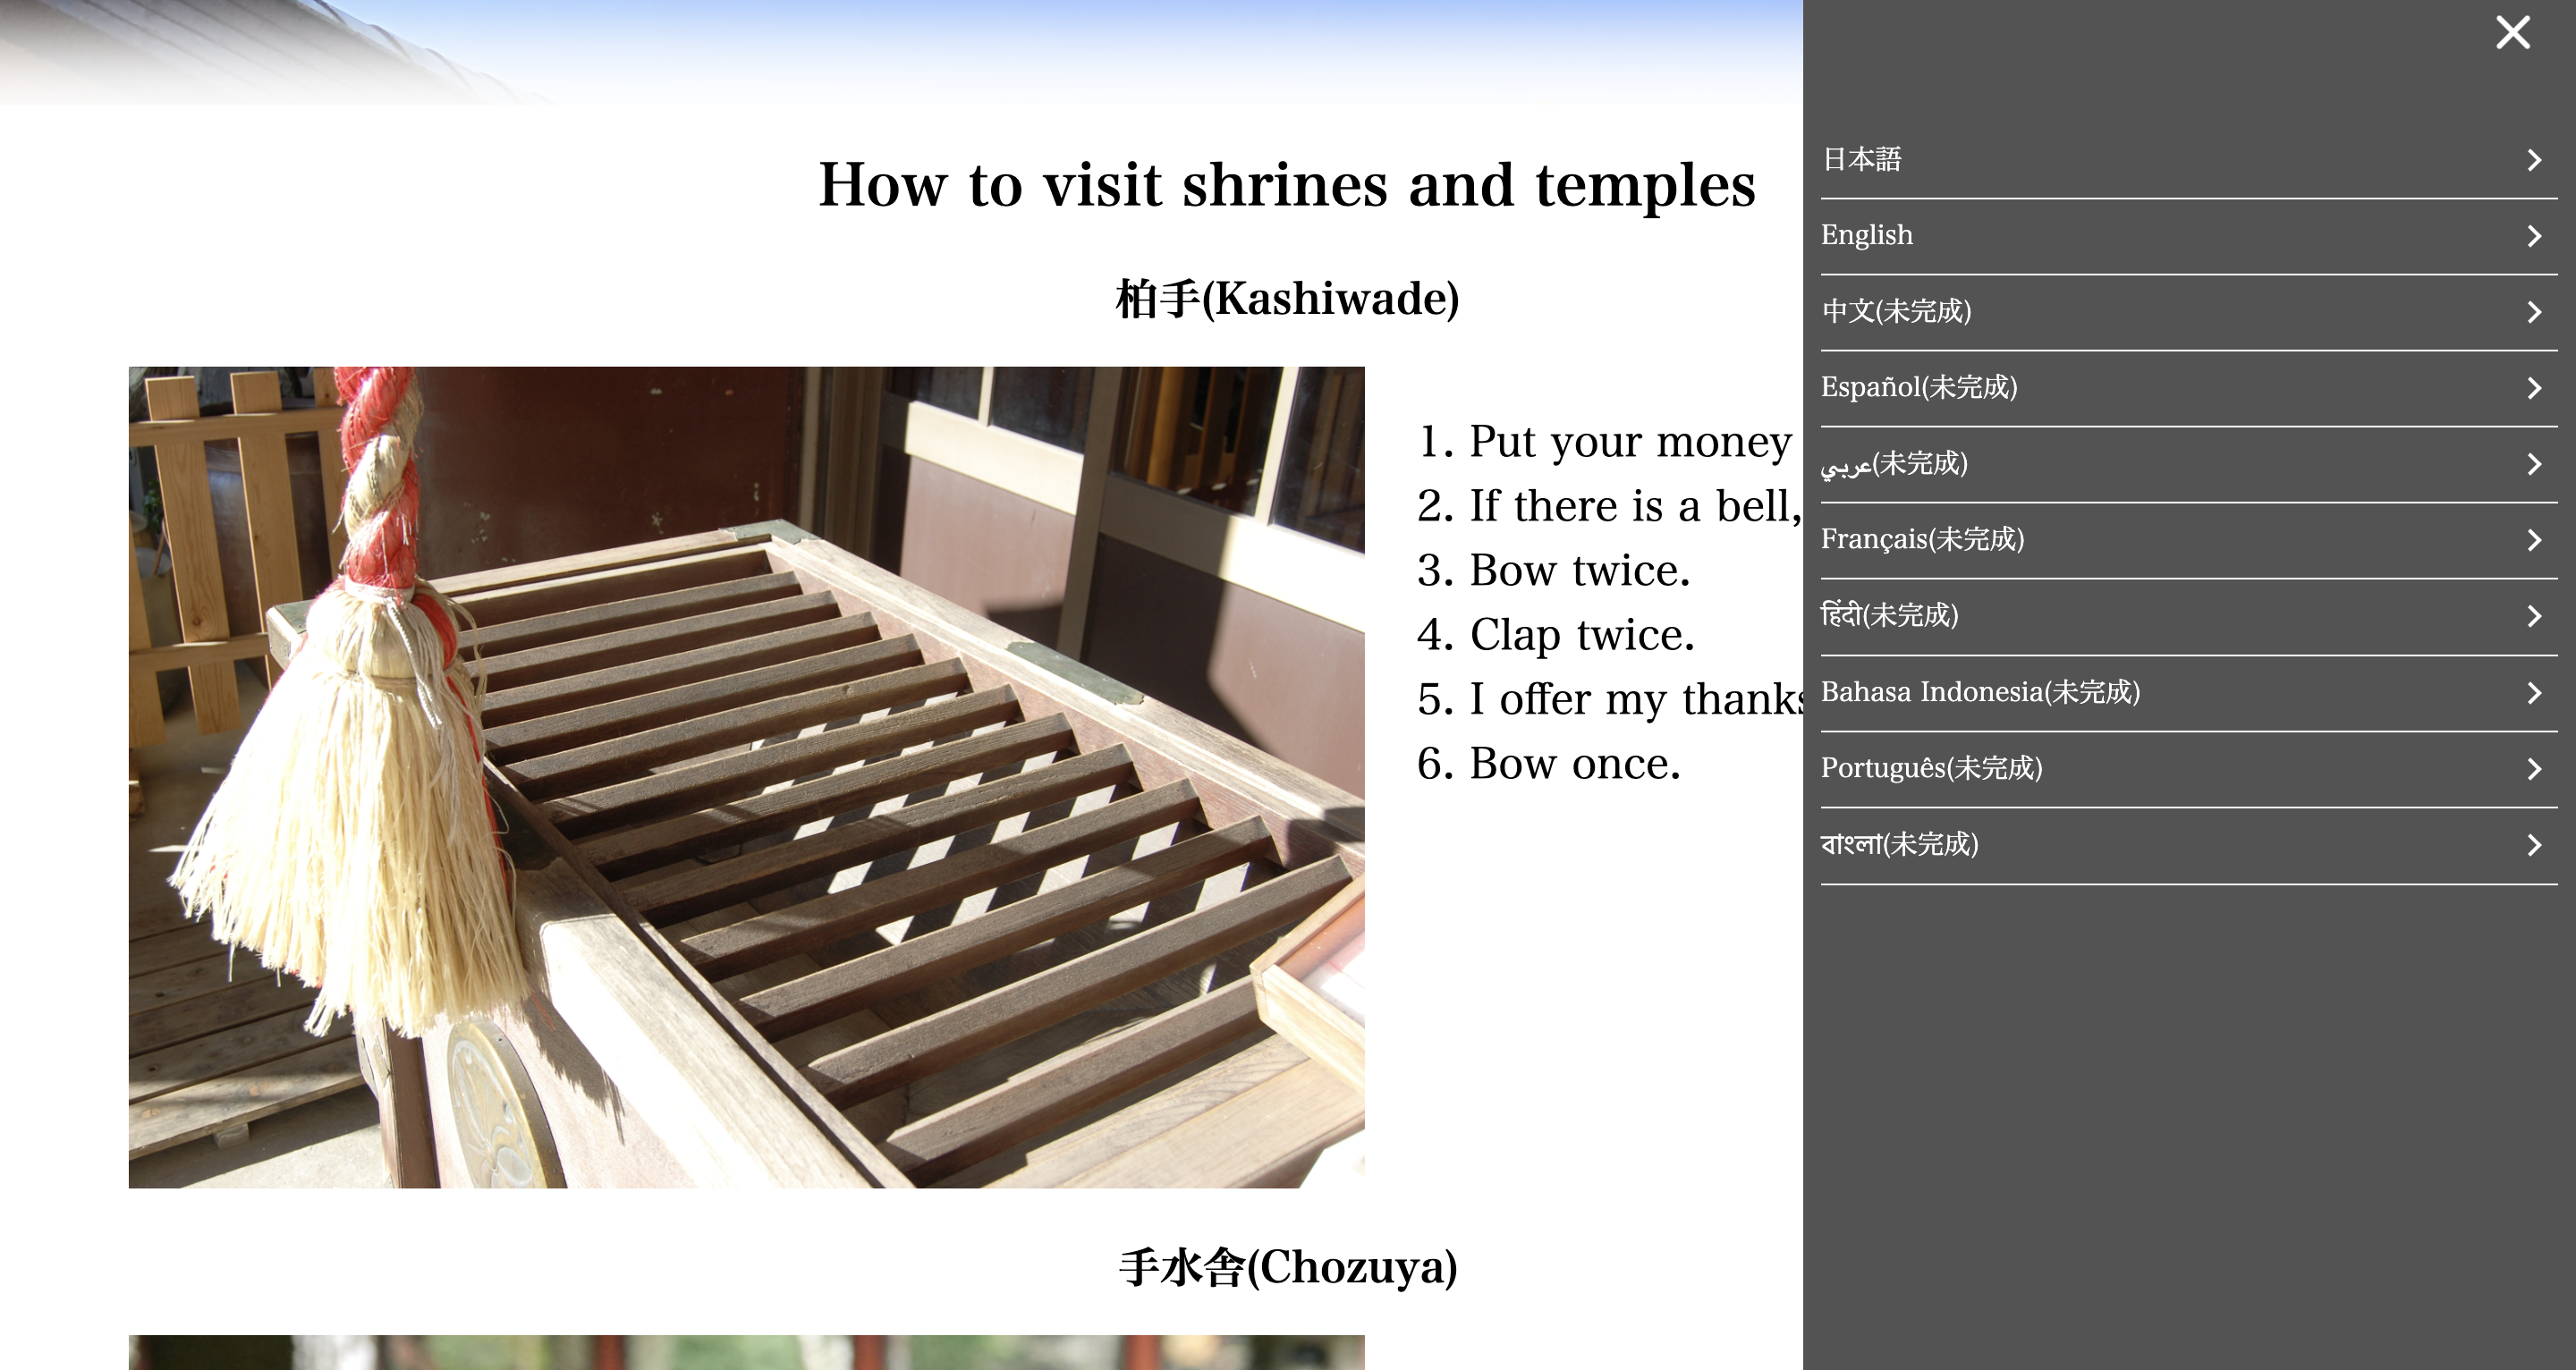 How to visit shrines and temples
柏手(Kashiwade)
1. Put your money
2. If there is a bell,
3. Bow twice.
4. Clap twice.
5. I offer my thanks
6. Bow once.
手水舎(Chozuya)
日本語
English
中文(未完成)
Español(未完成)
عربي(未完成)
Français(未完成)
हिंदी(未完成)
Bahasa Indonesia(未完成)
Português(未完成)
বাংলা(未完成)